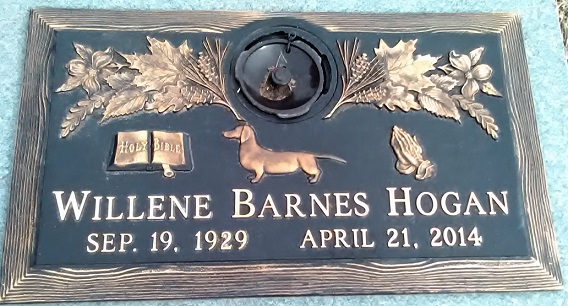 HOLY BIBLE
WILLENE BARNES HOGAN
SEP. 19, 1929 APRIL 21, 2014